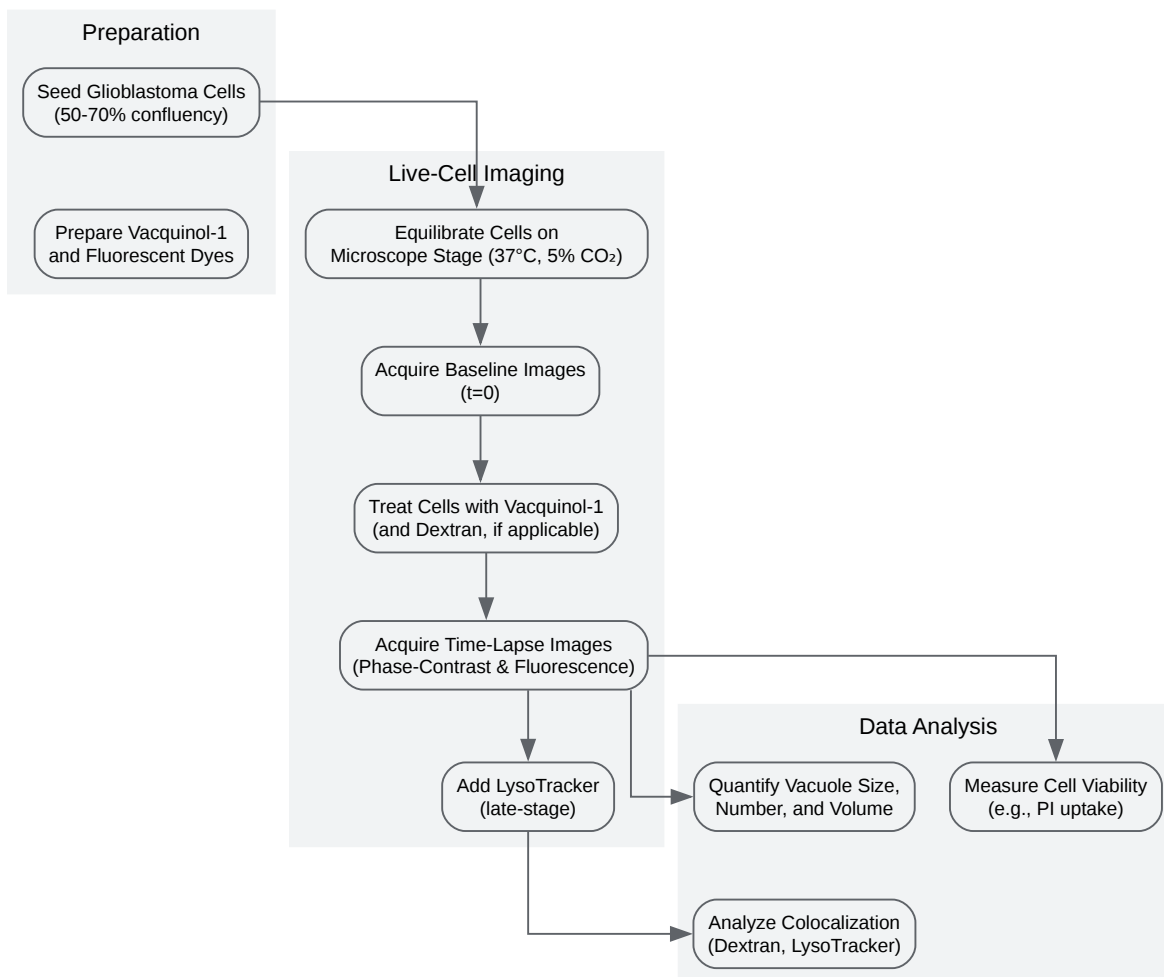 Preparation
Seed Glioblastoma Cells
(50-70% confluency)
Prepare Vacquinol-1
and Fluorescent Dyes
Live-Cell Imaging
Equilibrate Cells on
Microscope Stage (37°C, 5% CO₂)
Acquire Baseline Images
(t=0)
Treat Cells with Vacquinol-1
(and Dextran, if applicable)
Acquire Time-Lapse Images
(Phase-Contrast & Fluorescence)
Add LysoTracker
(late-stage)
Data Analysis
Quantify Vacuole Size,
Number, and Volume
Measure Cell Viability
(e.g., PI uptake)
Analyze Colocalization
(Dextran, LysoTracker)